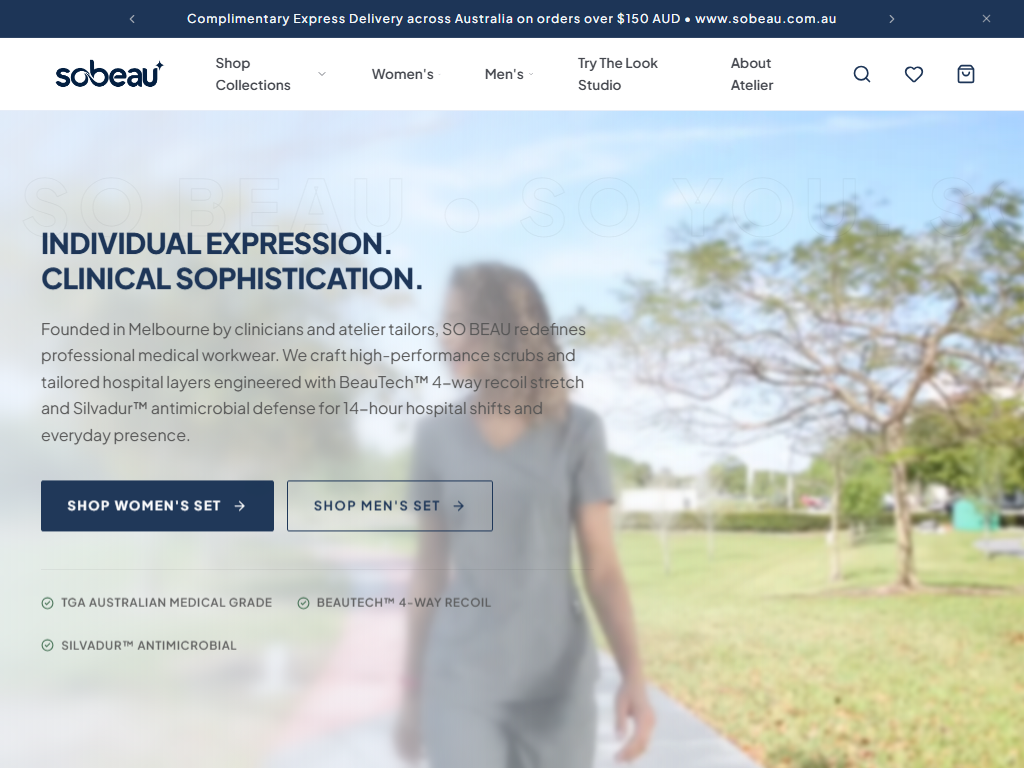 Complimentary Express Delivery across Australia on orders over $150 AUD • www.sobeau.com.au
sobeau
Shop Collections
Women's
Men's
Try The Look Studio
About Atelier
SO BEAU • SO YOU • S
INDIVIDUAL EXPRESSION.
CLINICAL SOPHISTICATION.
Founded in Melbourne by clinicians and atelier tailors, SO BEAU redefines
professional medical workwear. We craft high-performance scrubs and
tailored hospital layers engineered with BeauTech™ 4-way recoil stretch
and Silvadur™ antimicrobial defense for 14-hour hospital shifts and
everyday presence.
SHOP WOMEN'S SET
SHOP MEN'S SET
TGA AUSTRALIAN MEDICAL GRADE
BEAUTECH™ 4-WAY RECOIL
SILVADUR™ ANTIMICROBIAL